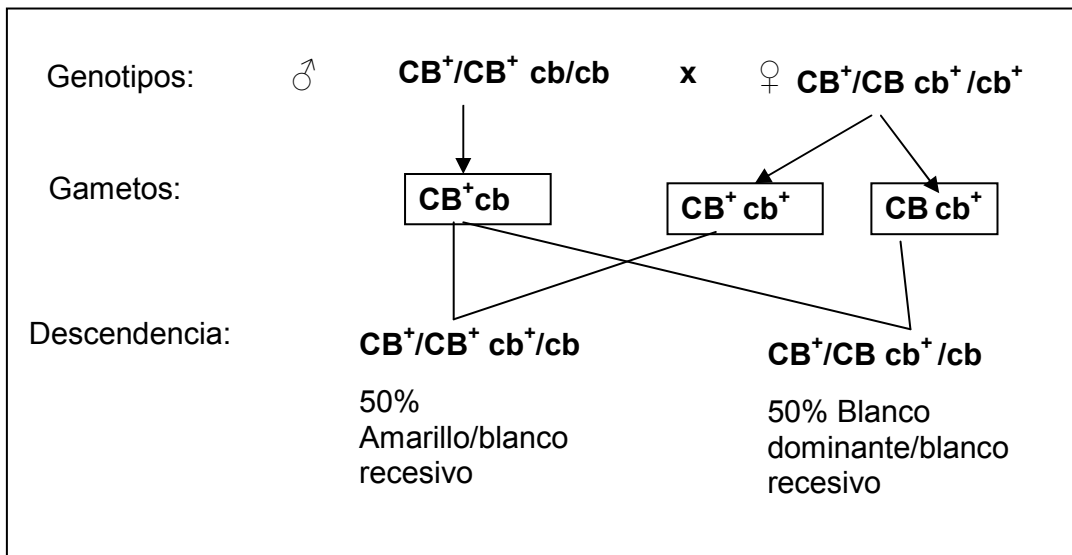 Genotipos: ♂ CB⁺/CB⁺ cb/cb x ♀ CB⁺/CB cb⁺/cb⁺
Gametos: CB⁺cb CB⁺ cb⁺ CB cb⁺
Descendencia: CB⁺/CB⁺ cb⁺/cb CB⁺/CB cb⁺/cb
50% 50% Blanco
Amarillo/blanco dominante/blanco
recesivo recesivo